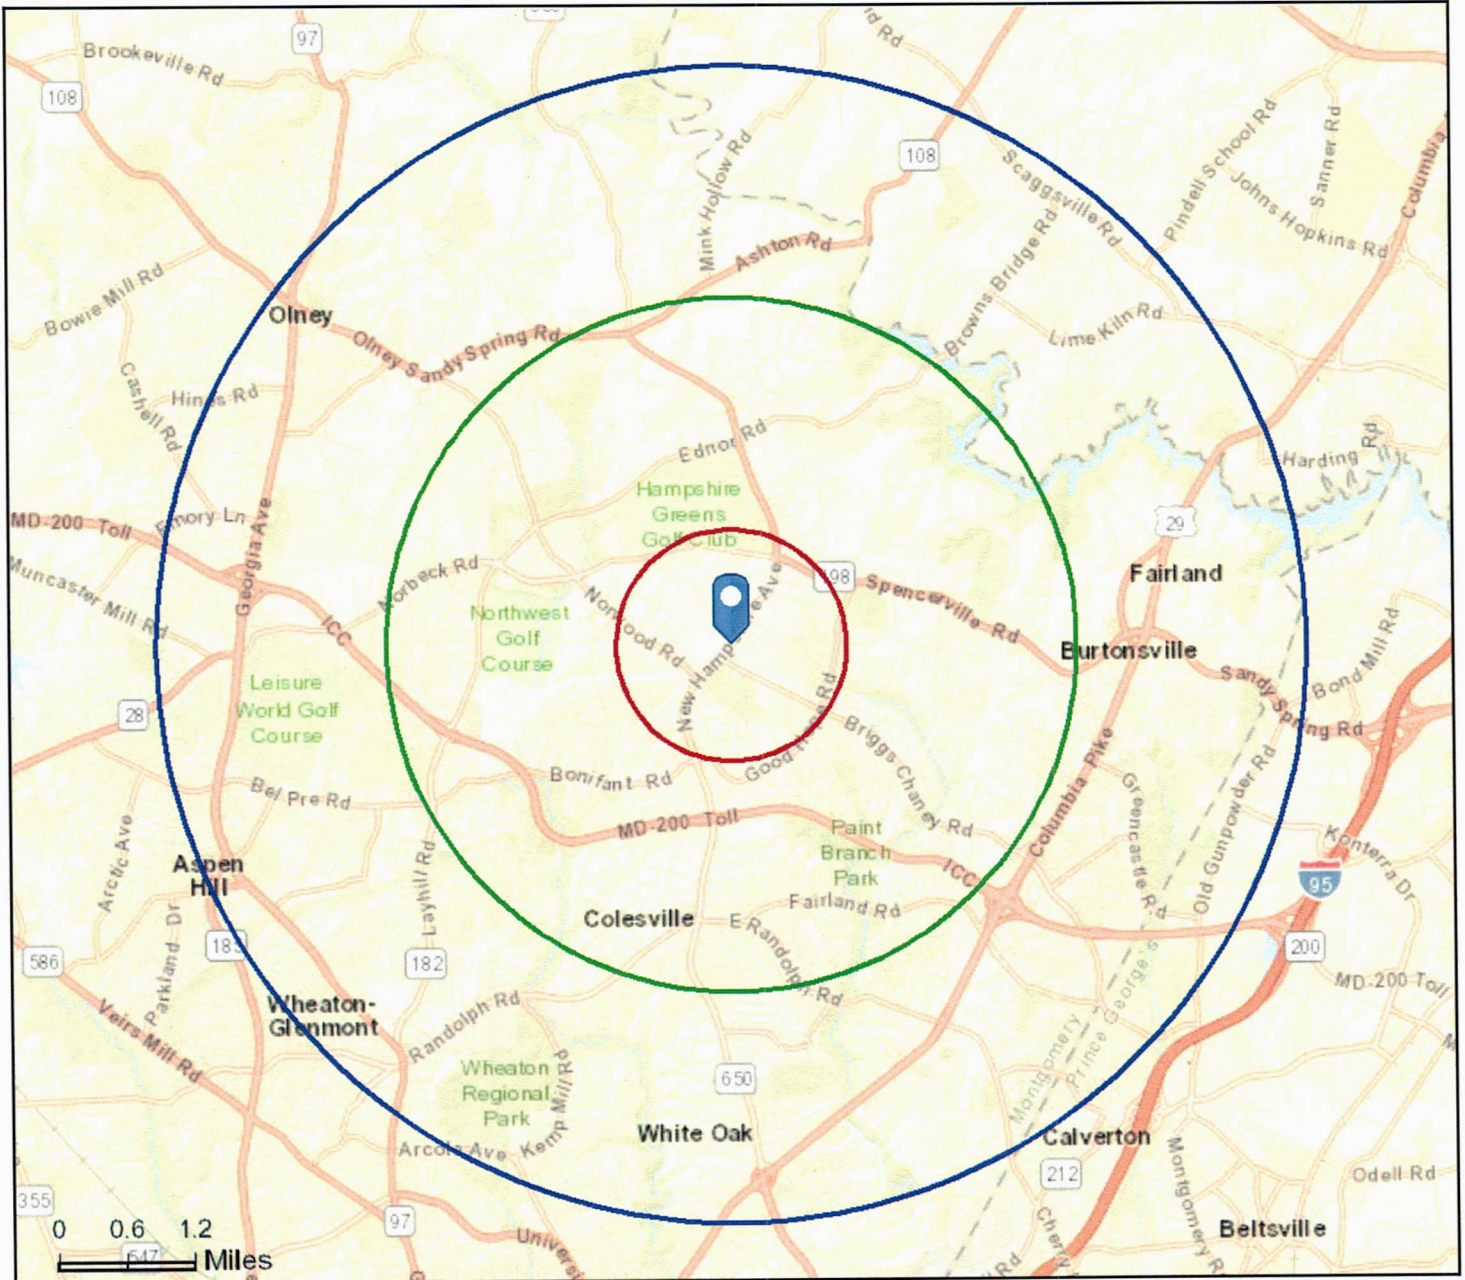 97
Brookeville Rd
108
108
Mink Hollow Rd
Scaggsville Rd
Pindell School Rd
Sanner Rd
Johns Hopkins Rd
Columbia
Ashton Rd
Browns Bridge Rd
Lime Kiln Rd
Bowie Mill Rd
Olney
Olney Sandy Spring Rd
Cashell Rd
Hines Rd
Ednor Rd
Harding Rd
Hampshire
Greens
Golf Club
MD-200 Toll
Emory Ln
Georgia Ave
29
Muncaster Mill Rd
Norbeck Rd
ICC
Northwest
Golf
Course
Norwood Rd
New Hampshire Ave
198
Spencerville Rd
Fairland
Burtonsville
Sandy Spring Rd
Bond Mill Rd
Leisure
World Golf
Course
28
Good Hope Rd
Briggs Chaney Rd
Bel Pre Rd
Bonifant Rd
MD-200 Toll
Columbia Pike
Greencastle Rd
Old Gunpowder Rd
Arctic Ave
Aspen
Hill
Layhill Rd
Paint
Branch
Park
ICC
Konterra Dr
95
Colesville
Fairland Rd
E Randolph Rd
Parkland Dr
185
586
182
200
MD-200 Toll
Veirs Mill Rd
Wheaton-
Glenmont
Randolph Rd
Montgomery
Prince George's
Wheaton
Regional
Park
Kemp Mill Rd
650
Arcola Ave
White Oak
Calverton
212
Montgomery R
Odell Rd
355
97
Universi
Cherry
Rd
Beltsville
647
0 0.6 1.2
Miles